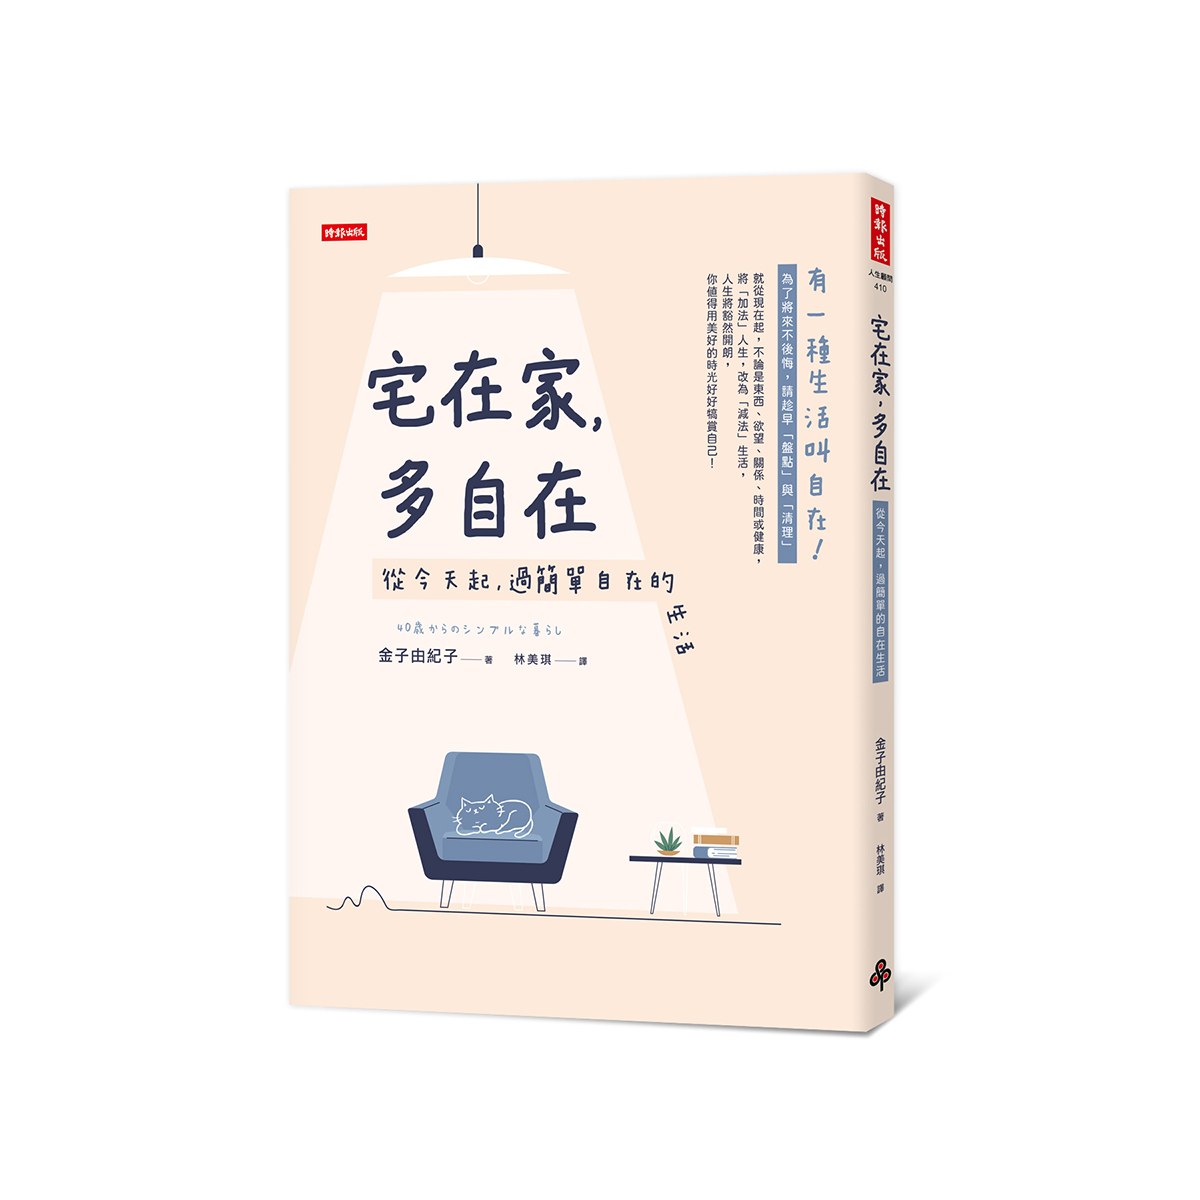 時報出版
宅在家,
多自在
從今天起,過簡單自在的
生活
40歲からのシンプルな暮らし
金子由紀子——著 林美琪——譯
有一種生活叫自在!
為了將來不後悔,請趁早「盤點」與「清理」
就從現在起,不論是東西、欲望、關係、時間或健康,
將「加法」人生,改為「減法」生活,
人生將豁然開朗,
你值得用美好的時光好好犒賞自己!
時報出版
人生顧問
410
宅在家,多自在
從今天起,過簡單的自在生活
金子由紀子 著
林美琪 譯